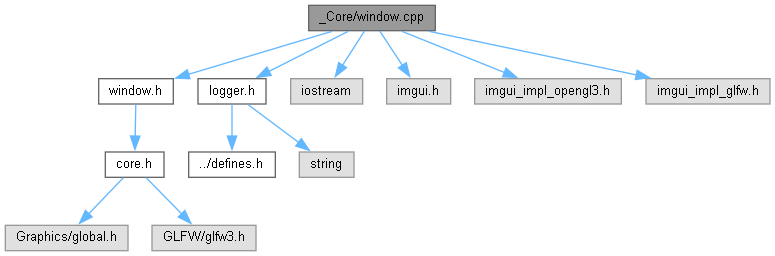 _Core/window.cpp
window.h
logger.h
iostream
imgui.h
imgui_impl_opengl3.h
imgui_impl_glfw.h
core.h
../defines.h
string
Graphics/global.h
GLFW/glfw3.h